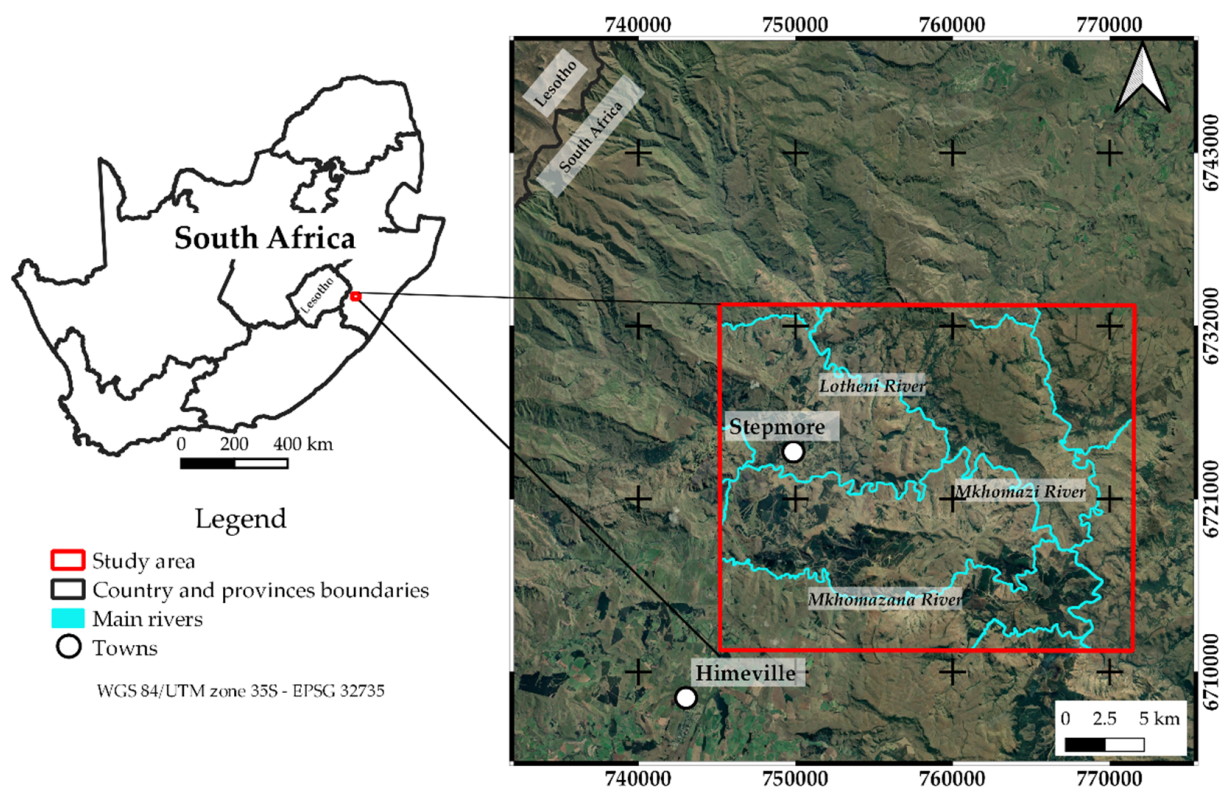 740000 750000 760000 770000
Lesotho
South Africa
6743000
South Africa
Lesotho
6732000
Lotheni River
Stepmore
0 200 400 km
Mkhomazi River
6721000
Legend
Study area
Country and provinces boundaries
Mkhomazana River
Main rivers
Towns
Himeville
6710000
WGS 84/UTM zone 35S - EPSG 32735
0 2.5 5 km
740000 750000 760000 770000